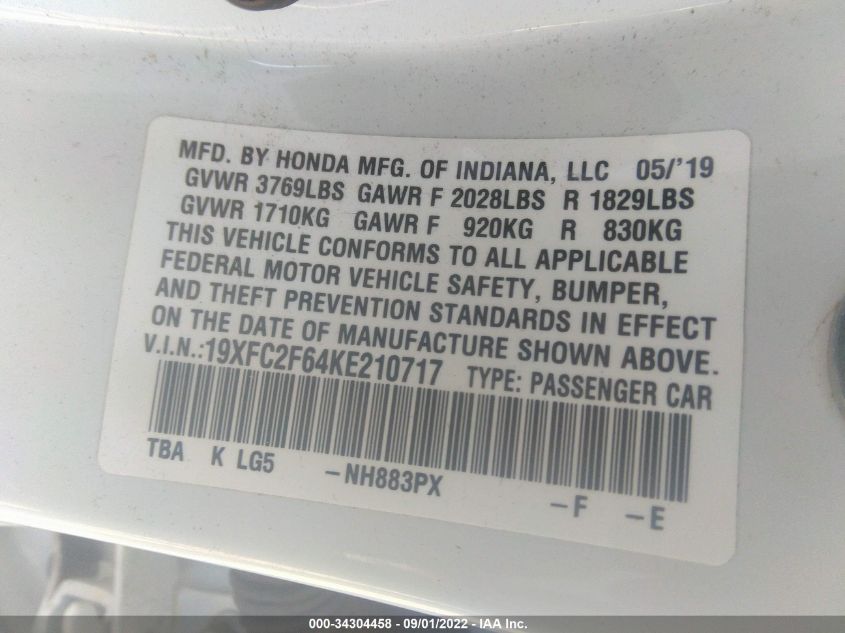 MFD. BY HONDA MFG. OF INDIANA, LLC 05/'19
GVWR 3769LBS GAWR F 2028LBS R 1829LBS
GVWR 1710KG GAWR F 920KG R 830KG
THIS VEHICLE CONFORMS TO ALL APPLICABLE
FEDERAL MOTOR VEHICLE SAFETY, BUMPER,
AND THEFT PREVENTION STANDARDS IN EFFECT
ON THE DATE OF MANUFACTURE SHOWN ABOVE.
V.I.N.:19XFC2F64KE210717 TYPE: PASSENGER CAR
TBA K LG5 -NH883PX -F -E
000-34304458 - 09/01/2022 - IAA Inc.